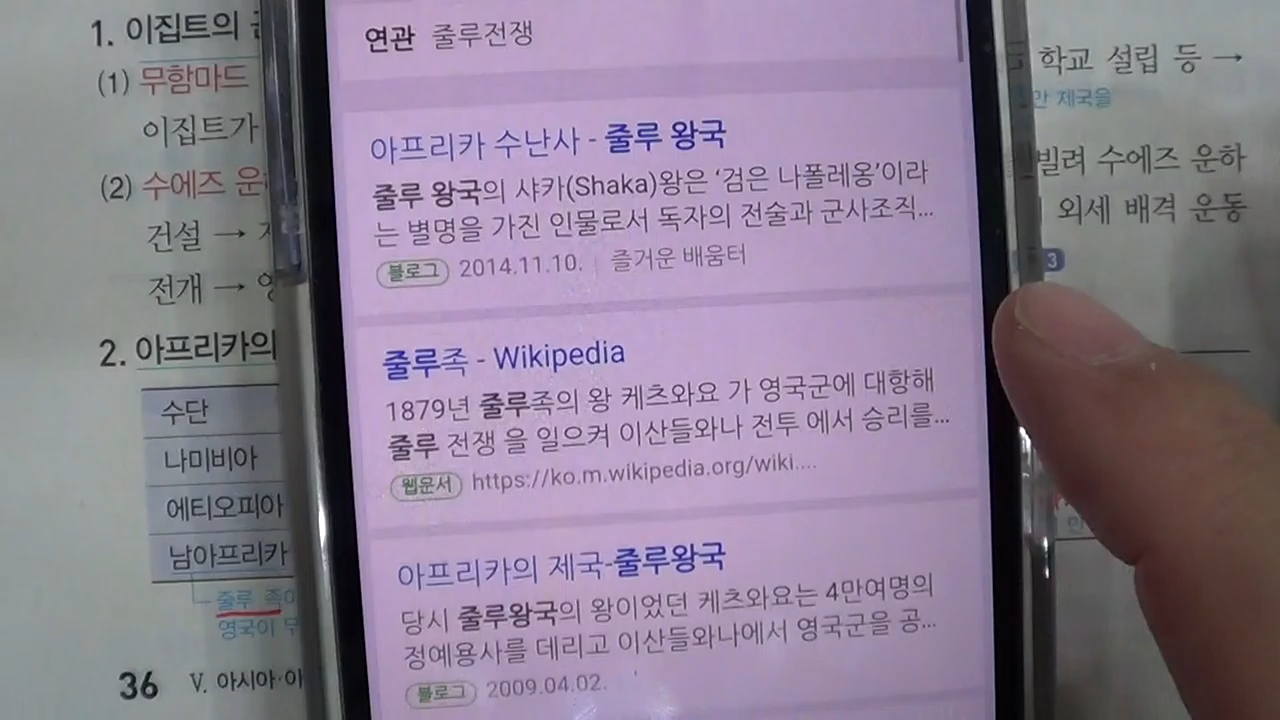 1. 이집트의
(1) 무함마드
이집트가
(2) 수에즈 운
건설 →
전개 →
2. 아프리카의
수단
나미비아
에티오피아
남아프리카
줄루 족이
영국이 무
36 V. 아시아·아
연관 줄루전쟁
아프리카 수난사 - 줄루 왕국
줄루 왕국의 샤카(Shaka)왕은 ‘검은 나폴레옹’이라
는 별명을 가진 인물로서 독자의 전술과 군사조직...
블로그 2014.11.10. 즐거운 배움터
줄루족 - Wikipedia
1879년 줄루족의 왕 케츠와요 가 영국군에 대항해
줄루 전쟁 을 일으켜 이산들와나 전투 에서 승리를...
웹문서 https://ko.m.wikipedia.org/wiki....
아프리카의 제국-줄루왕국
당시 줄루왕국의 왕이었던 케츠와요는 4만여명의
정예용사를 데리고 이산들와나에서 영국군을 공...
블로그 2009.04.02.
학교 설립 등 →
만 제국을
빌려 수에즈 운하
외세 배격 운동
3